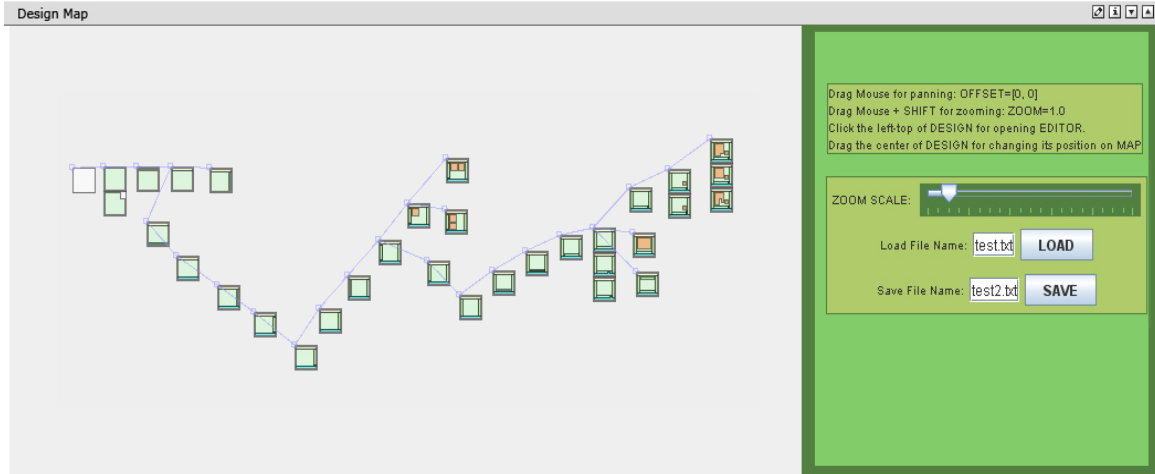 Design Map
Drag Mouse for panning: OFFSET=[0, 0]
Drag Mouse + SHIFT for zooming: ZOOM=1.0
Click the left-top of DESIGN for opening EDITOR.
Drag the center of DESIGN for changing its position on MAP
ZOOM SCALE:
Load File Name: test.txt LOAD
Save File Name: test2.txt SAVE